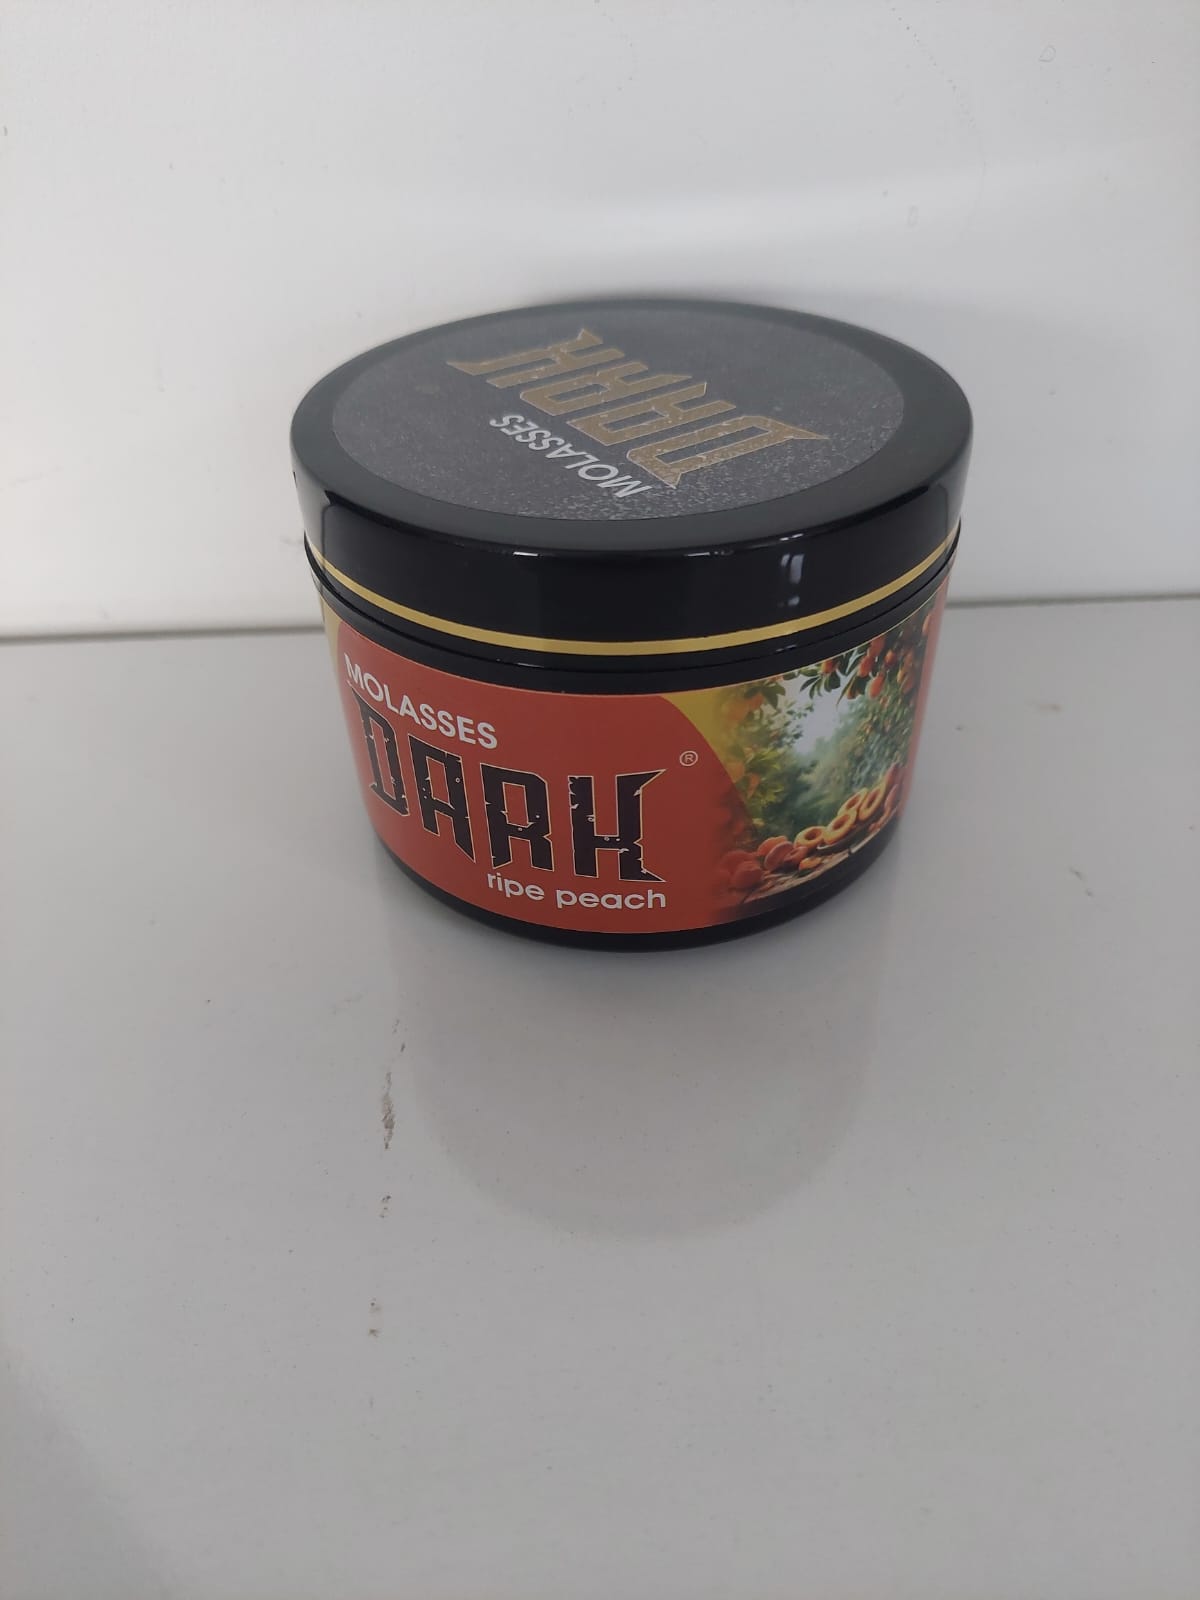 DARK
MOLASSES
MOLASSES
DARK®
ripe peach